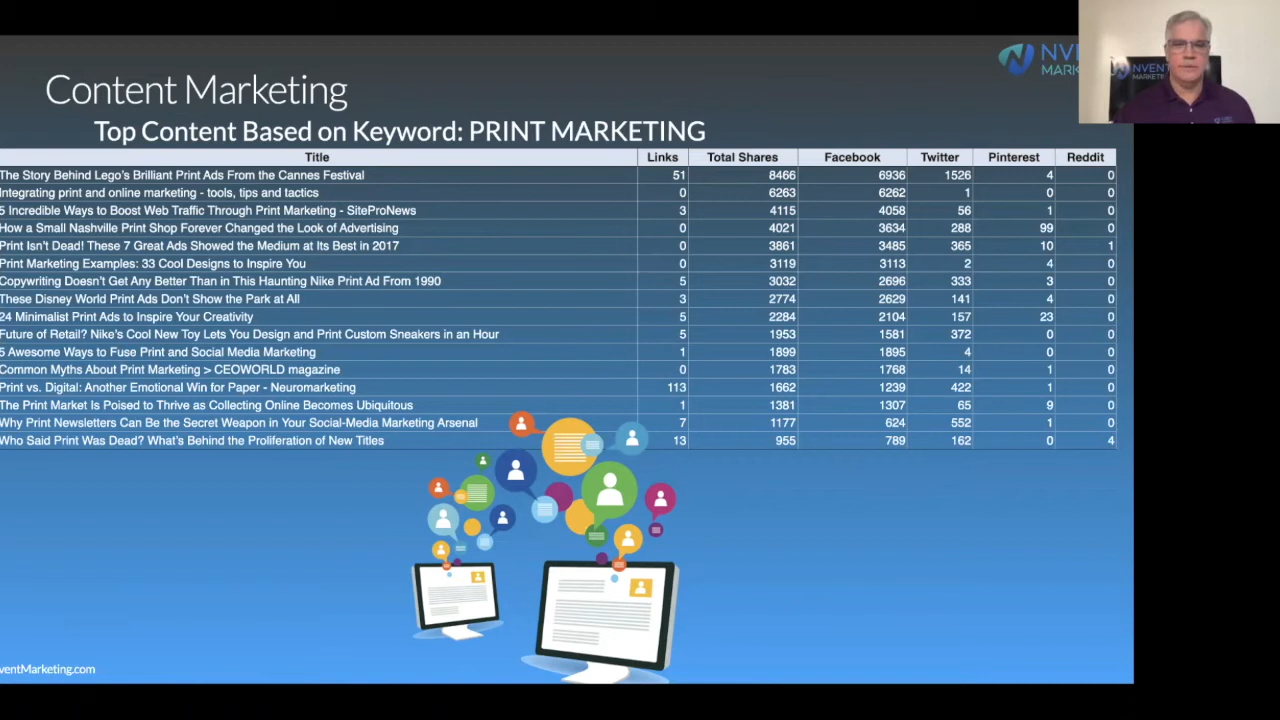 Content Marketing
Top Content Based on Keyword: PRINT MARKETING
Title Links Total Shares Facebook Twitter Pinterest Reddit
The Story Behind Lego's Brilliant Print Ads From the Cannes Festival 51 8466 6936 1526 4 0
Integrating print and online marketing - tools, tips and tactics 0 6263 6262 1 0 0
5 Incredible Ways to Boost Web Traffic Through Print Marketing - SiteProNews 3 4115 4058 56 1 0
How a Small Nashville Print Shop Forever Changed the Look of Advertising 0 4021 3634 288 99 0
Print Isn't Dead! These 7 Great Ads Showed the Medium at Its Best in 2017 0 3861 3485 365 10 1
Print Marketing Examples: 33 Cool Designs to Inspire You 0 3119 3113 2 4 0
Copywriting Doesn't Get Any Better Than in This Haunting Nike Print Ad From 1990 5 3032 2696 333 3 0
These Disney World Print Ads Don't Show the Park at All 3 2774 2629 141 4 0
24 Minimalist Print Ads to Inspire Your Creativity 5 2284 2104 157 23 0
Future of Retail? Nike's Cool New Toy Lets You Design and Print Custom Sneakers in an Hour 5 1953 1581 372 0 0
5 Awesome Ways to Fuse Print and Social Media Marketing 1 1899 1895 4 0 0
Common Myths About Print Marketing > CEOWORLD magazine 0 1783 1768 14 1 0
Print vs. Digital: Another Emotional Win for Paper - Neuromarketing 113 1662 1239 422 1 0
The Print Market Is Poised to Thrive as Collecting Online Becomes Ubiquitous 1 1381 1307 65 9 0
Why Print Newsletters Can Be the Secret Weapon in Your Social-Media Marketing Arsenal 7 1177 624 552 1 0
Who Said Print Was Dead? What's Behind the Proliferation of New Titles 13 955 789 162 0 4
ventMarketing.com
NVE
MARK
NVENT
MARKETING